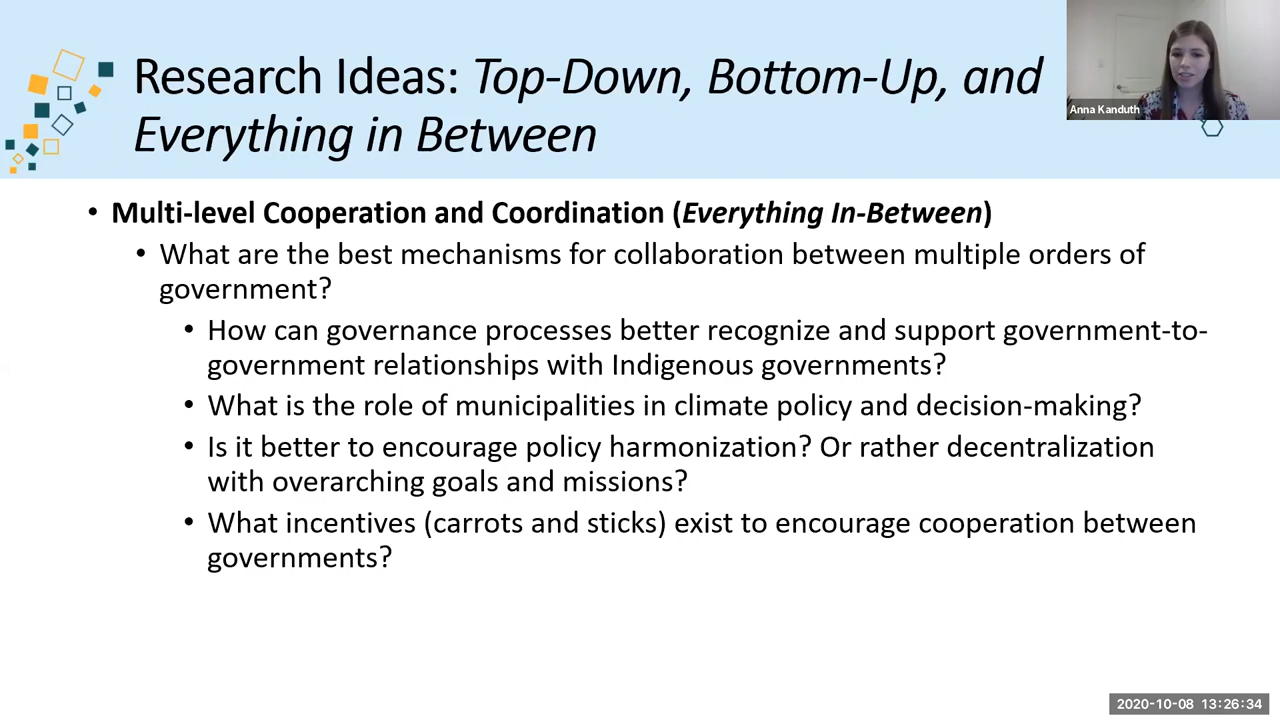 Research Ideas: Top-Down, Bottom-Up, and
Everything in Between
Anna Kanduth
• Multi-level Cooperation and Coordination (Everything In-Between)
• What are the best mechanisms for collaboration between multiple orders of
government?
• How can governance processes better recognize and support government-to-
government relationships with Indigenous governments?
• What is the role of municipalities in climate policy and decision-making?
• Is it better to encourage policy harmonization? Or rather decentralization
with overarching goals and missions?
• What incentives (carrots and sticks) exist to encourage cooperation between
governments?
2020-10-08 13:26:34